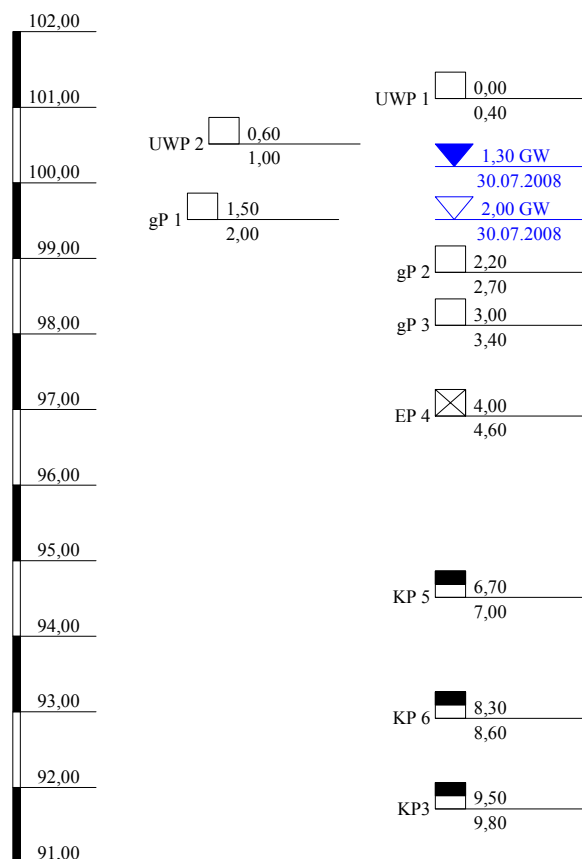 102,00
101,00
UWP 1 0,00
0,40
UWP 2 0,60
1,00
1,30 GW
30.07.2008
100,00
gP 1 1,50
2,00
2,00 GW
30.07.2008
99,00
gP 2 2,20
2,70
gP 3 3,00
3,40
98,00
97,00
EP 4 4,00
4,60
96,00
95,00
KP 5 6,70
7,00
94,00
93,00
KP 6 8,30
8,60
92,00
KP3 9,50
9,80
91,00